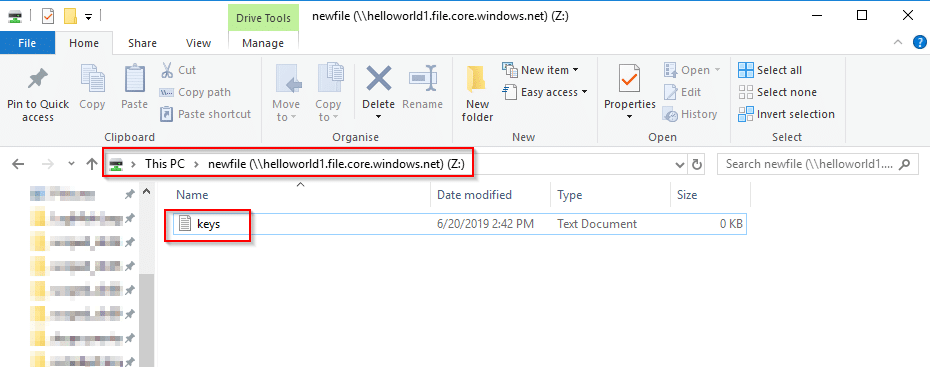 Drive Tools
newfile (\\helloworld1.file.core.windows.net) (Z:)
File
Home
Share
View
Manage
Pin to Quick access
Copy
Paste
Cut
Copy path
Paste shortcut
Clipboard
Move to
Copy to
Delete
Rename
Organise
New folder
New item
Easy access
New
Properties
Open
Edit
History
Open
Select all
Select none
Invert selection
Select
This PC
newfile (\\helloworld1.file.core.windows.net) (Z:)
Search newfile (\\helloworld1....
Name
Date modified
Type
Size
keys
6/20/2019 2:42 PM
Text Document
0 KB